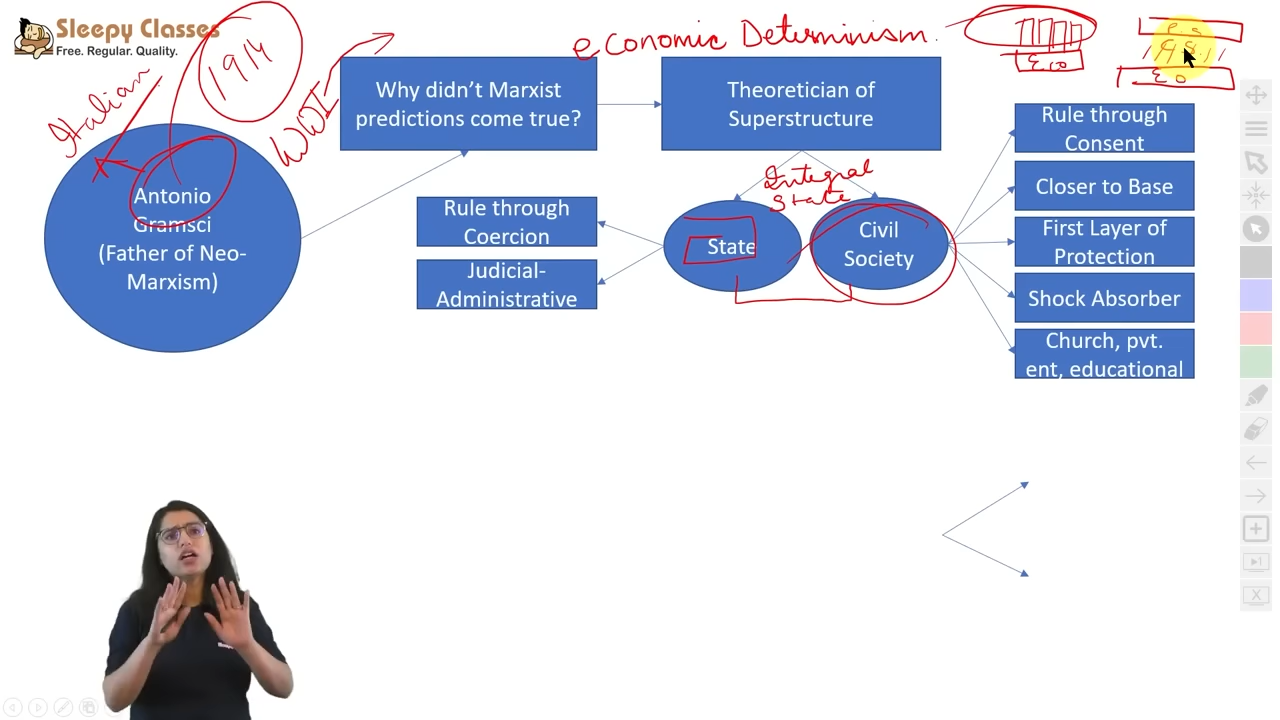 Sleepy Classes
Free. Regular. Quality.
1914
Italian
WWI
economic Determinism.
Eco
P.S
C.S.
Antonio
Gramsci
(Father of Neo-
Marxism)
Why didn't Marxist
predictions come true?
Theoretician of
Superstructure
Integral
State
Rule through
Coercion
Judicial-
Administrative
State
Civil
Society
Rule through
Consent
Closer to Base
First Layer of
Protection
Shock Absorber
Church, pvt.
ent, educational